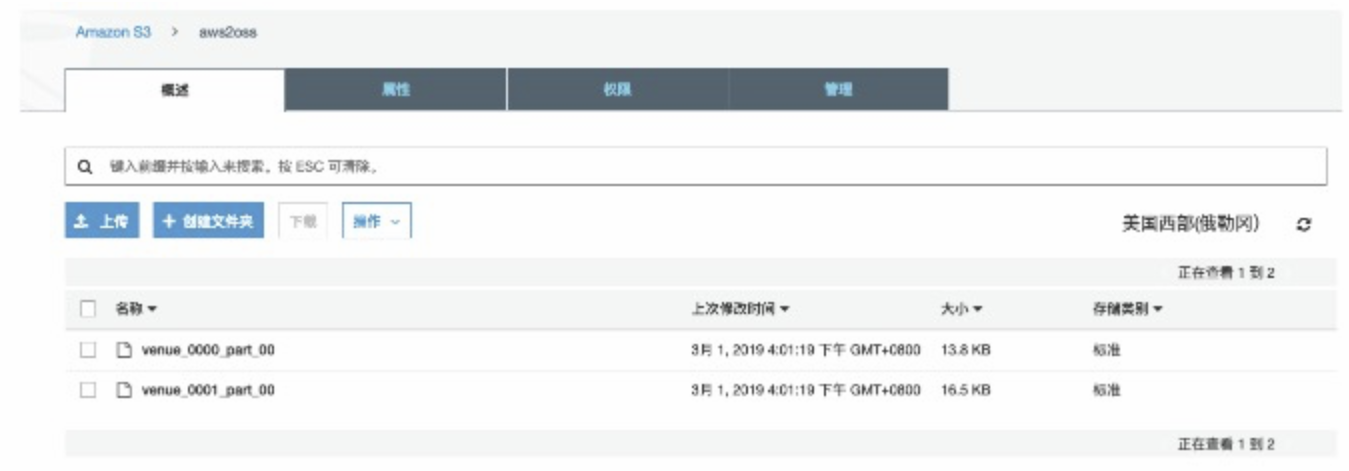 Amazon S3 > aws2oss
概述 属性 权限 管理
键入前缀并按输入来搜索。按 ESC 可清除。
上传 创建文件夹 下载 操作 美国西部(俄勒冈)
正在查看 1 到 2
名称 上次修改时间 大小 存储类别
venue_0000_part_00 3月 1, 2019 4:01:19 下午 GMT+0800 13.8 KB 标准
venue_0001_part_00 3月 1, 2019 4:01:19 下午 GMT+0800 16.5 KB 标准
正在查看 1 到 2